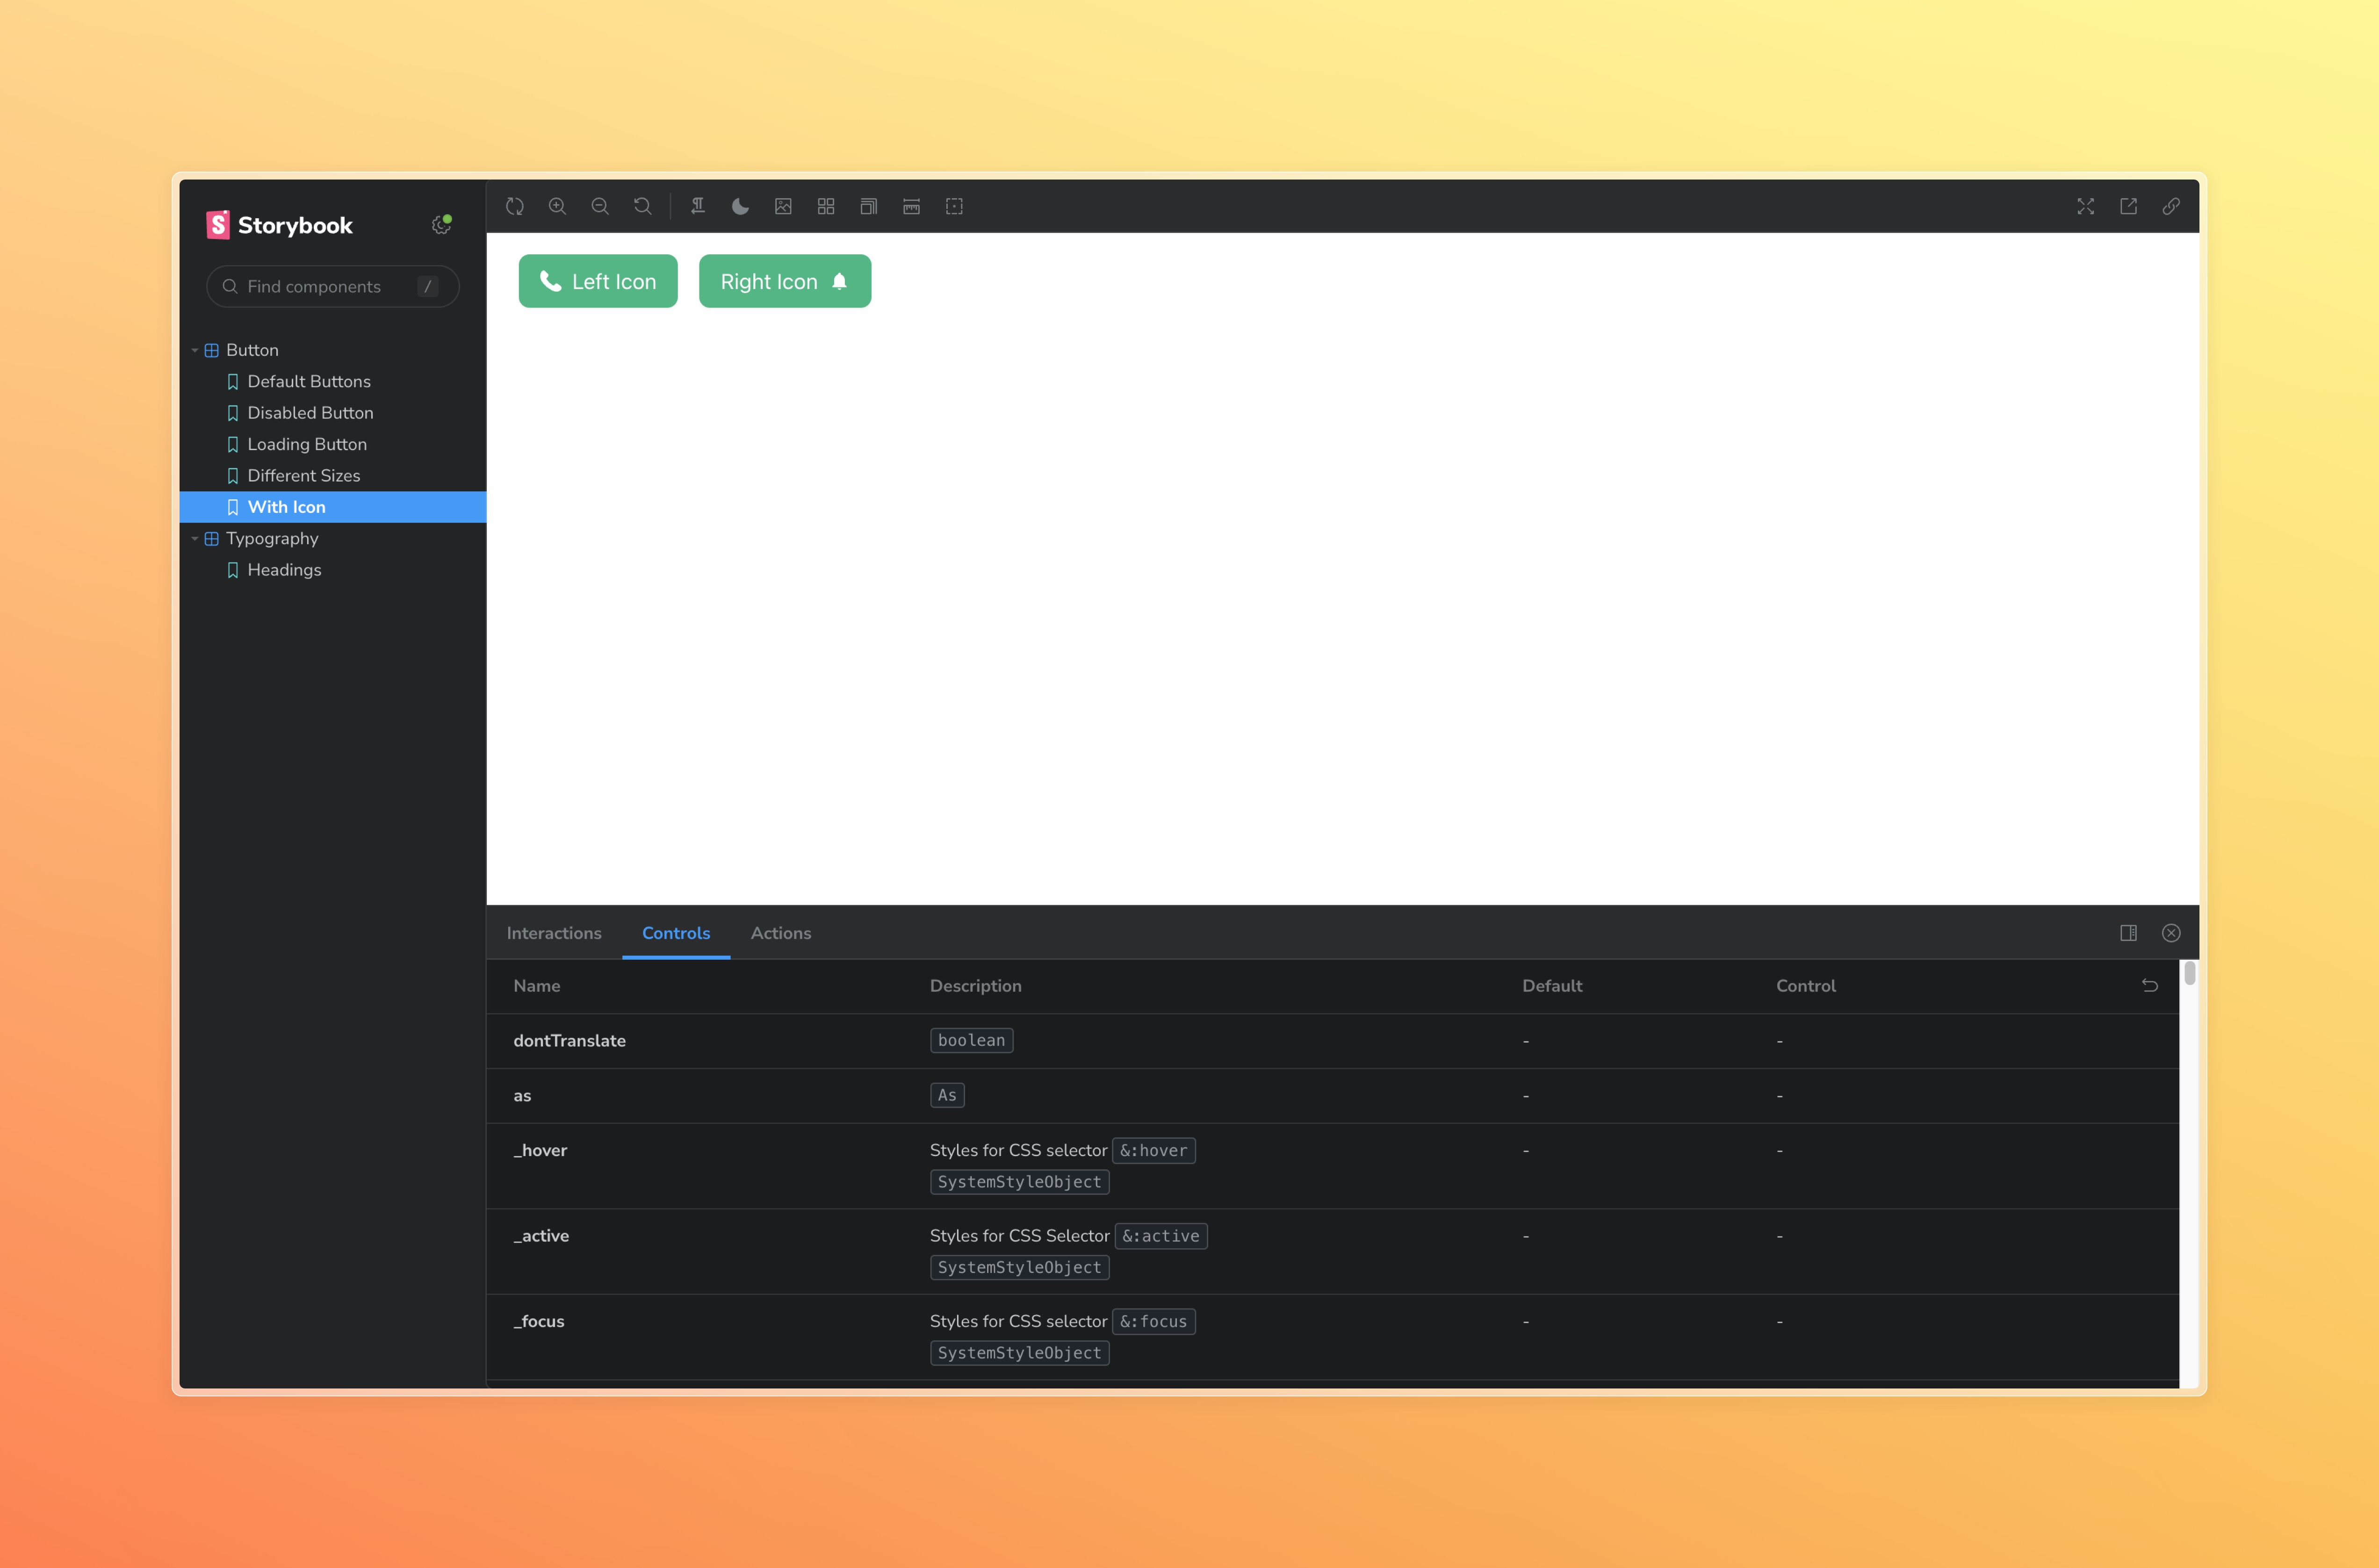 Storybook
Find components /
Button
Default Buttons
Disabled Button
Loading Button
Different Sizes
With Icon
Typography
Headings
Left Icon
Right Icon
Interactions Controls Actions
Name Description Default Control
dontTranslate boolean - -
as As - -
_hover Styles for CSS selector &:hover - -
SystemStyleObject
_active Styles for CSS Selector &:active - -
SystemStyleObject
_focus Styles for CSS selector &:focus - -
SystemStyleObject